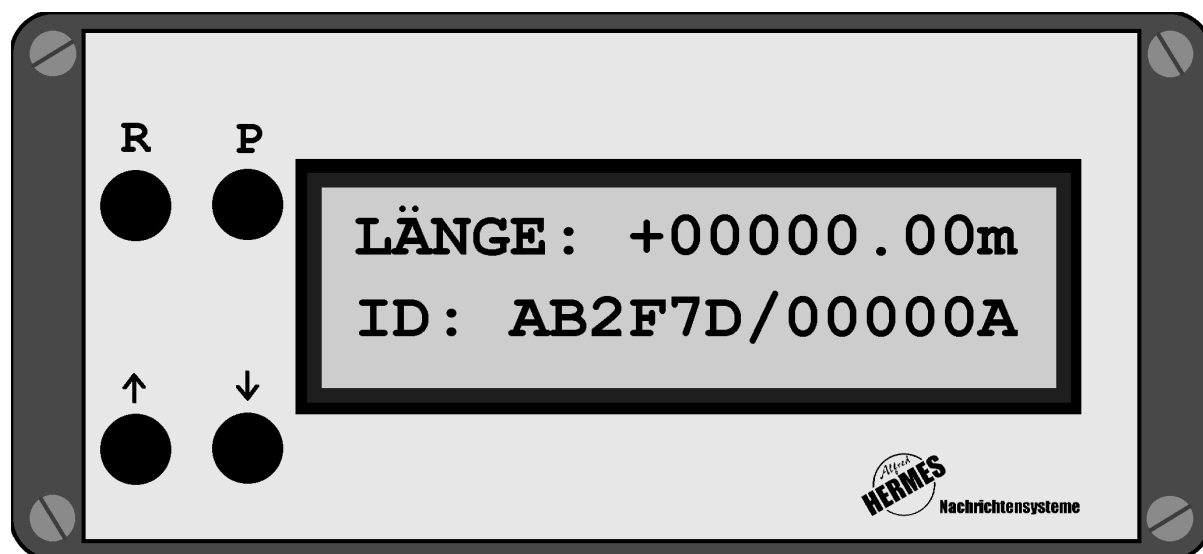 R P
LÄNGE: +00000.00m
ID: AB2F7D/00000A
↑ ↓
Alfred
HERMES
Nachrichtensysteme